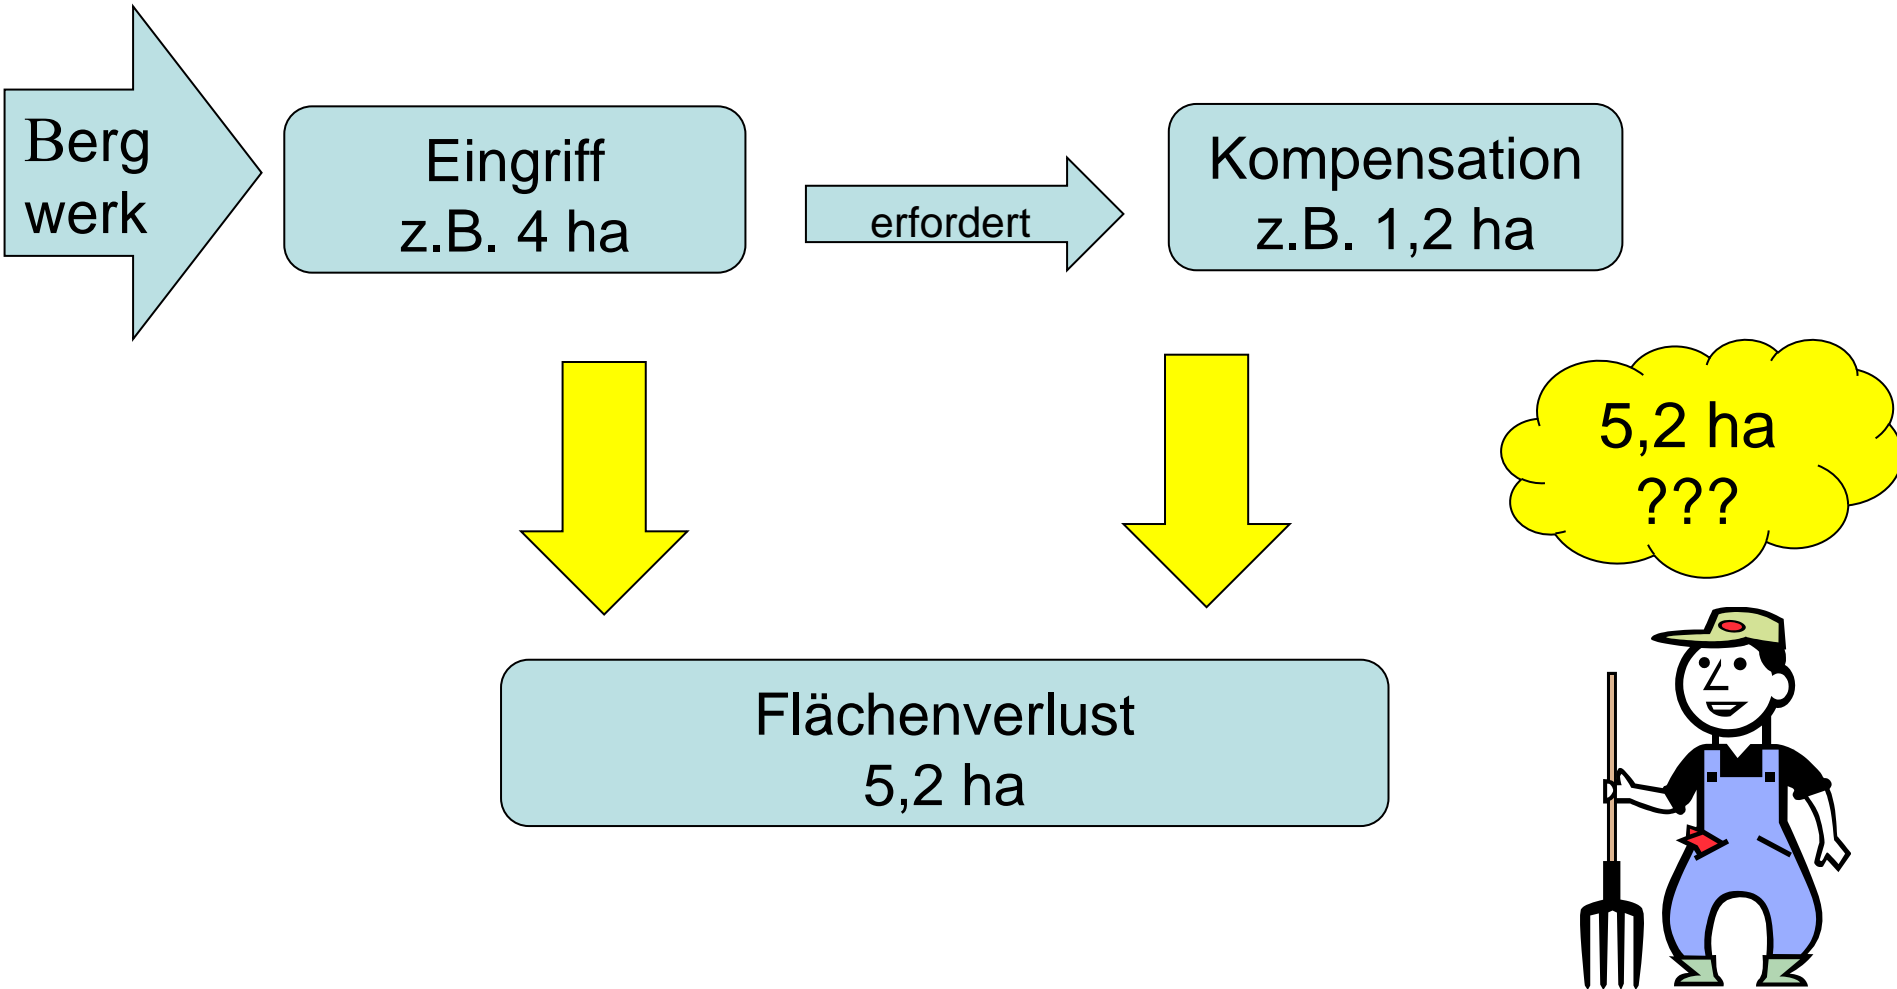 Berg
werk
Eingriff
z.B. 4 ha
erfordert
Kompensation
z.B. 1,2 ha
5,2 ha
???
Flächenverlust
5,2 ha